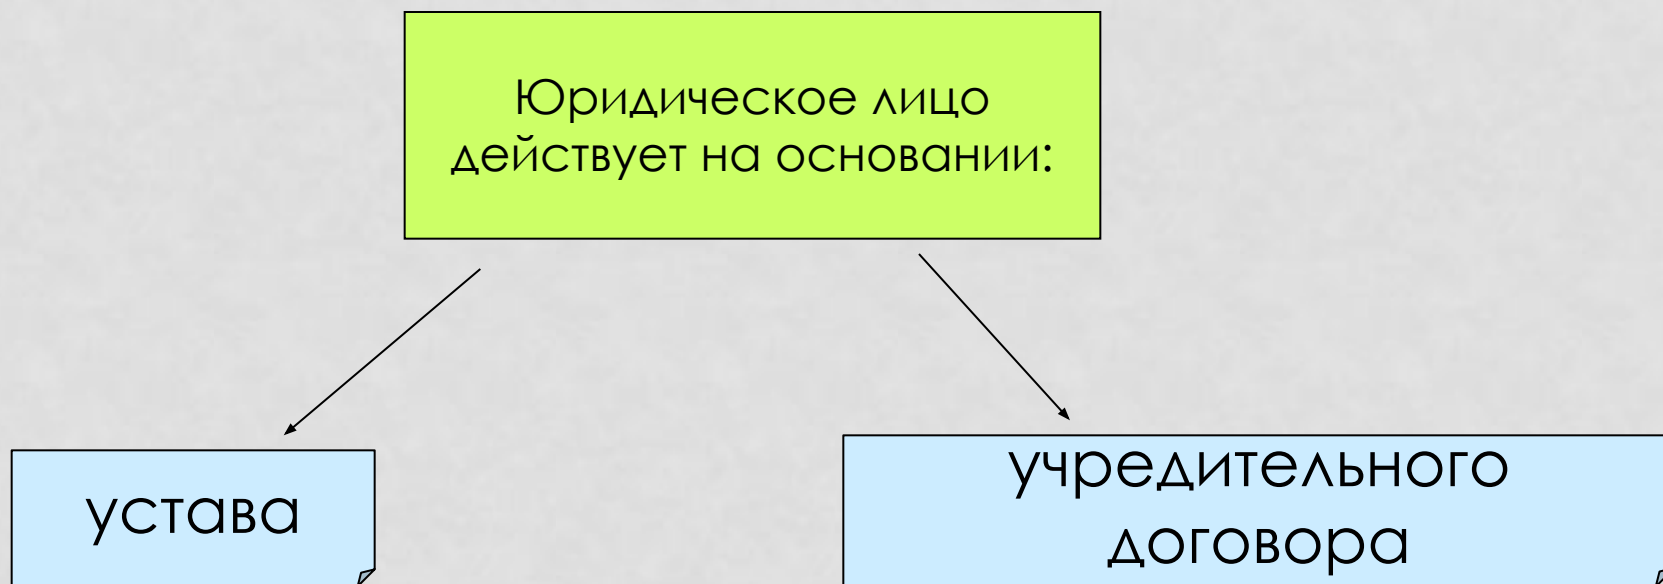 Юридическое лицо
действует на основании:
устава
учредительного
договора